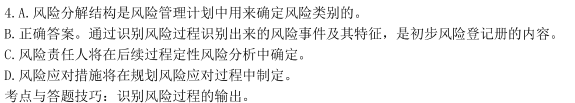 4.A.风险分解结构是风险管理计划中用来确定风险类别的。
B.正确答案。通过识别风险过程识别出来的风险事件及其特征，是初步风险登记册的内容。
C.风险责任人将在后续过程定性风险分析中确定。
D.风险应对措施将在规划风险应对过程中制定。
考点与答题技巧：识别风险过程的输出。